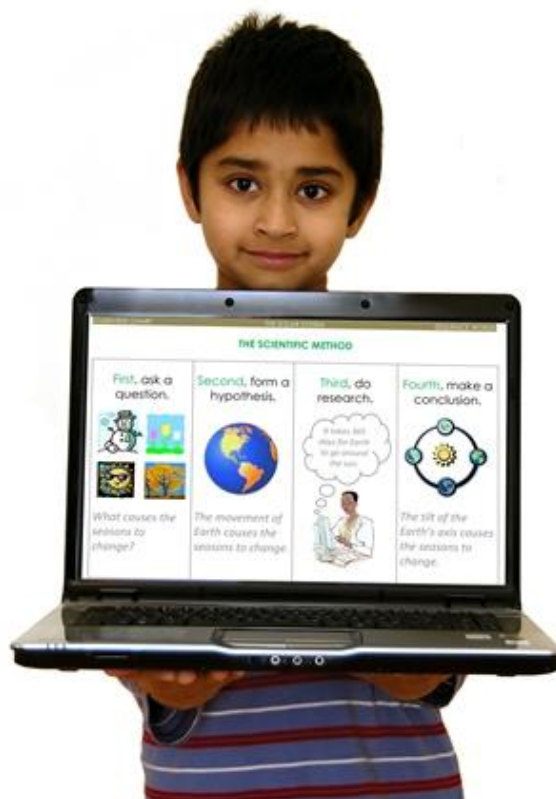 THE SCIENTIFIC METHOD
First, ask a
question.
What causes the
seasons to
change?
Second, form a
hypothesis.
The movement of
Earth causes the
seasons to change.
Third, do
research.
It takes 365
days for Earth
to go around
the sun.
Fourth, make a
conclusion.
The tilt of the
Earth's axis causes
the seasons to
change.